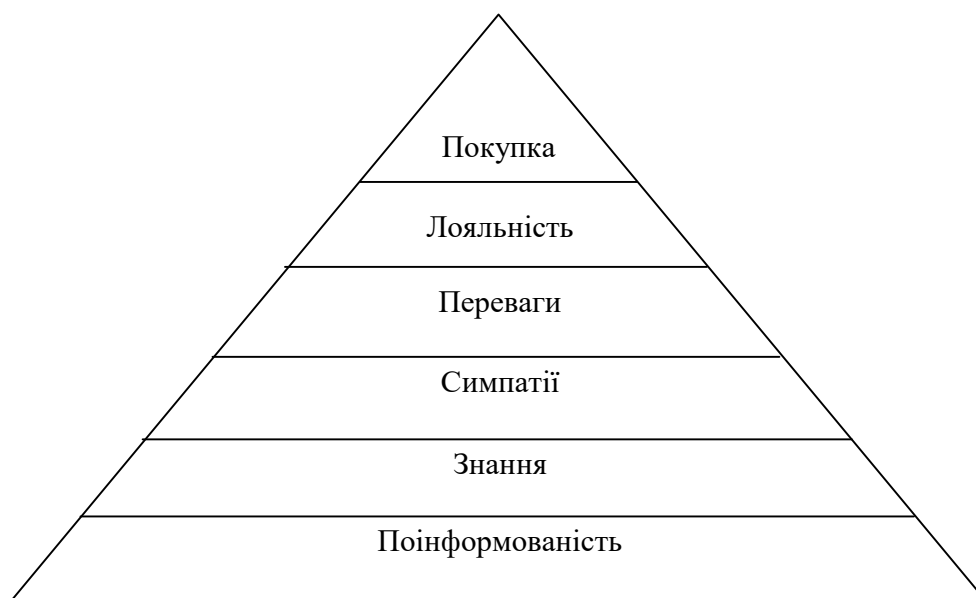 Покупка
Лояльність
Переваги
Симпатії
Знання
Поінформованість